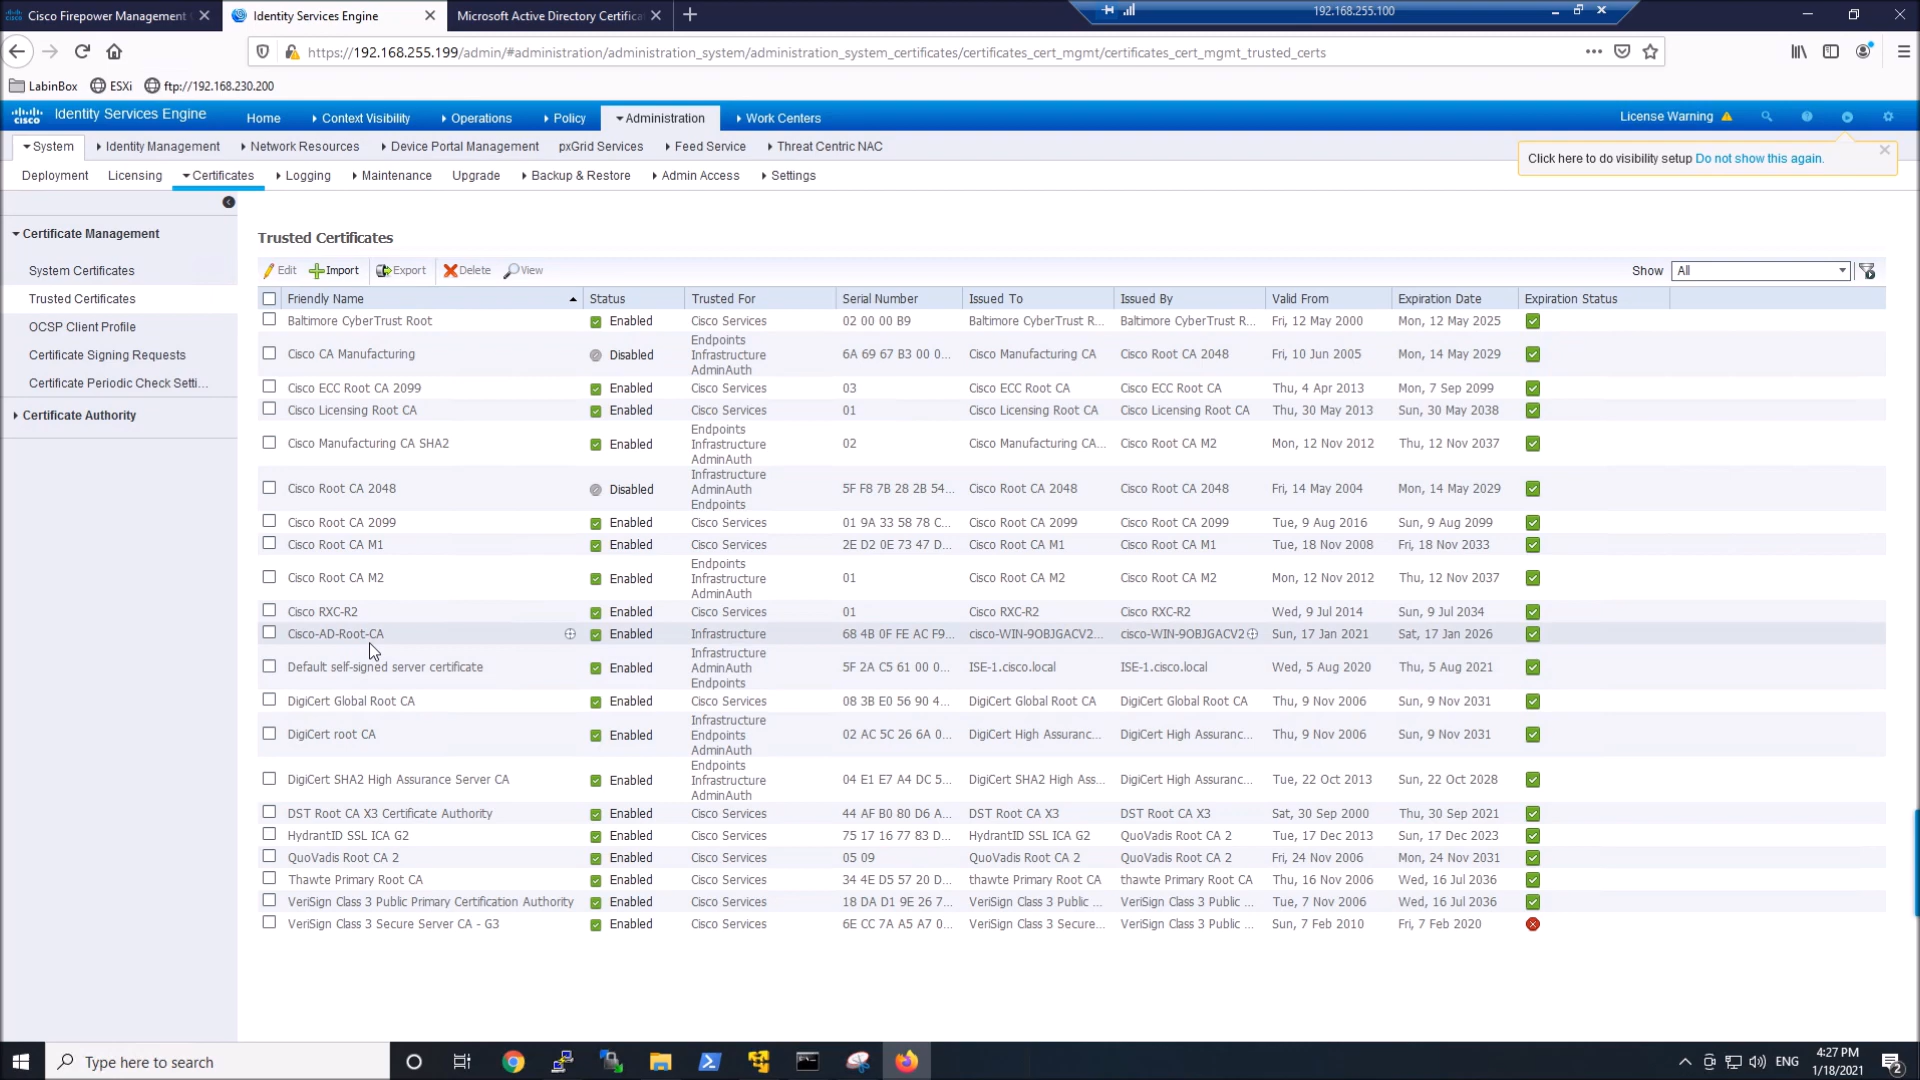 Cisco Firepower Management
Identity Services Engine
Microsoft Active Directory Certifica
192.168.255.100
https://192.168.255.199/admin/#administration/administration_system/administration_system_certificates/certificates_cert_mgmt/certificates_cert_mgmt_trusted_certs
LabinBox ESXi ftp://192.168.230.200
cisco Identity Services Engine Home Context Visibility Operations Policy Administration Work Centers License Warning
System Identity Management Network Resources Device Portal Management pxGrid Services Feed Service Threat Centric NAC
Click here to do visibility setup Do not show this again.
Deployment Licensing Certificates Logging Maintenance Upgrade Backup & Restore Admin Access Settings
Certificate Management
System Certificates
Trusted Certificates
OCSP Client Profile
Certificate Signing Requests
Certificate Periodic Check Setti...
Certificate Authority
Trusted Certificates
Edit Import Export Delete View Show All
Friendly Name Status Trusted For Serial Number Issued To Issued By Valid From Expiration Date Expiration Status
Baltimore CyberTrust Root Enabled Cisco Services 02 00 00 B9 Baltimore CyberTrust R... Baltimore CyberTrust R... Fri, 12 May 2000 Mon, 12 May 2025
Endpoints
Cisco CA Manufacturing Disabled Infrastructure 6A 69 67 B3 00 0... Cisco Manufacturing CA Cisco Root CA 2048 Fri, 10 Jun 2005 Mon, 14 May 2029
AdminAuth
Cisco ECC Root CA 2099 Enabled Cisco Services 03 Cisco ECC Root CA Cisco ECC Root CA Thu, 4 Apr 2013 Mon, 7 Sep 2099
Cisco Licensing Root CA Enabled Cisco Services 01 Cisco Licensing Root CA Cisco Licensing Root CA Thu, 30 May 2013 Sun, 30 May 2038
Endpoints
Cisco Manufacturing CA SHA2 Enabled Infrastructure 02 Cisco Manufacturing CA... Cisco Root CA M2 Mon, 12 Nov 2012 Thu, 12 Nov 2037
AdminAuth
Infrastructure
Cisco Root CA 2048 Disabled AdminAuth 5F F8 7B 28 2B 54... Cisco Root CA 2048 Cisco Root CA 2048 Fri, 14 May 2004 Mon, 14 May 2029
Endpoints
Cisco Root CA 2099 Enabled Cisco Services 01 9A 33 58 78 C... Cisco Root CA 2099 Cisco Root CA 2099 Tue, 9 Aug 2016 Sun, 9 Aug 2099
Cisco Root CA M1 Enabled Cisco Services 2E D2 0E 73 47 D... Cisco Root CA M1 Cisco Root CA M1 Tue, 18 Nov 2008 Fri, 18 Nov 2033
Endpoints
Cisco Root CA M2 Enabled Infrastructure 01 Cisco Root CA M2 Cisco Root CA M2 Mon, 12 Nov 2012 Thu, 12 Nov 2037
AdminAuth
Cisco RXC-R2 Enabled Cisco Services 01 Cisco RXC-R2 Cisco RXC-R2 Wed, 9 Jul 2014 Sun, 9 Jul 2034
Cisco-AD-Root-CA Enabled Infrastructure 68 4B 0F FE AC F9... cisco-WIN-9OBJGACV2... cisco-WIN-9OBJGACV2 Sun, 17 Jan 2021 Sat, 17 Jan 2026
Infrastructure
Default self-signed server certificate Enabled AdminAuth 5F 2A C5 61 00 0... ISE-1.cisco.local ISE-1.cisco.local Wed, 5 Aug 2020 Thu, 5 Aug 2021
Endpoints
DigiCert Global Root CA Enabled Cisco Services 08 3B E0 56 90 4... DigiCert Global Root CA DigiCert Global Root CA Thu, 9 Nov 2006 Sun, 9 Nov 2031
Infrastructure
DigiCert root CA Enabled Endpoints 02 AC 5C 26 6A 0... DigiCert High Assuranc... DigiCert High Assuranc... Thu, 9 Nov 2006 Sun, 9 Nov 2031
AdminAuth
Endpoints
DigiCert SHA2 High Assurance Server CA Enabled Infrastructure 04 E1 E7 A4 DC 5... DigiCert SHA2 High Ass... DigiCert High Assuranc... Tue, 22 Oct 2013 Sun, 22 Oct 2028
AdminAuth
DST Root CA X3 Certificate Authority Enabled Cisco Services 44 AF B0 80 D6 A... DST Root CA X3 DST Root CA X3 Sat, 30 Sep 2000 Thu, 30 Sep 2021
HydrantID SSL ICA G2 Enabled Cisco Services 75 17 16 77 83 D... HydrantID SSL ICA G2 QuoVadis Root CA 2 Tue, 17 Dec 2013 Sun, 17 Dec 2023
QuoVadis Root CA 2 Enabled Cisco Services 05 09 QuoVadis Root CA 2 QuoVadis Root CA 2 Fri, 24 Nov 2006 Mon, 24 Nov 2031
Thawte Primary Root CA Enabled Cisco Services 34 4E D5 57 20 D... thawte Primary Root CA thawte Primary Root CA Thu, 16 Nov 2006 Wed, 16 Jul 2036
VeriSign Class 3 Public Primary Certification Authority Enabled Cisco Services 18 DA D1 9E 26 7... VeriSign Class 3 Public ... VeriSign Class 3 Public ... Tue, 7 Nov 2006 Wed, 16 Jul 2036
VeriSign Class 3 Secure Server CA - G3 Enabled Cisco Services 6E CC 7A A5 A7 0... VeriSign Class 3 Secure... VeriSign Class 3 Public ... Sun, 7 Feb 2010 Fri, 7 Feb 2020
Type here to search
ENG
4:27 PM
1/18/2021
2